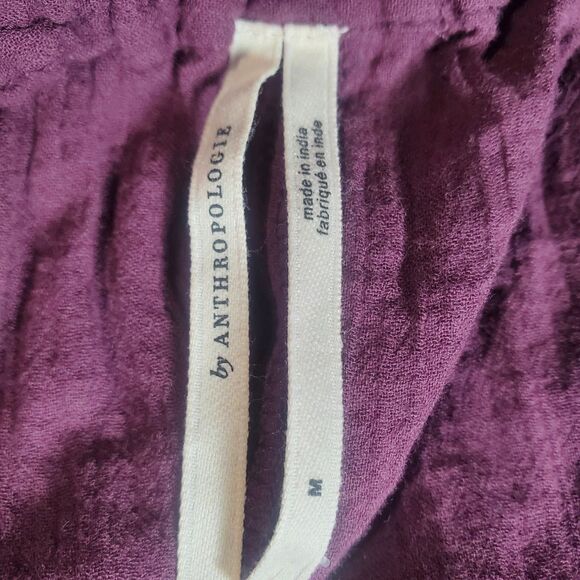 by ANTHROPOLOGIE
made in india
fabriqué en inde
M